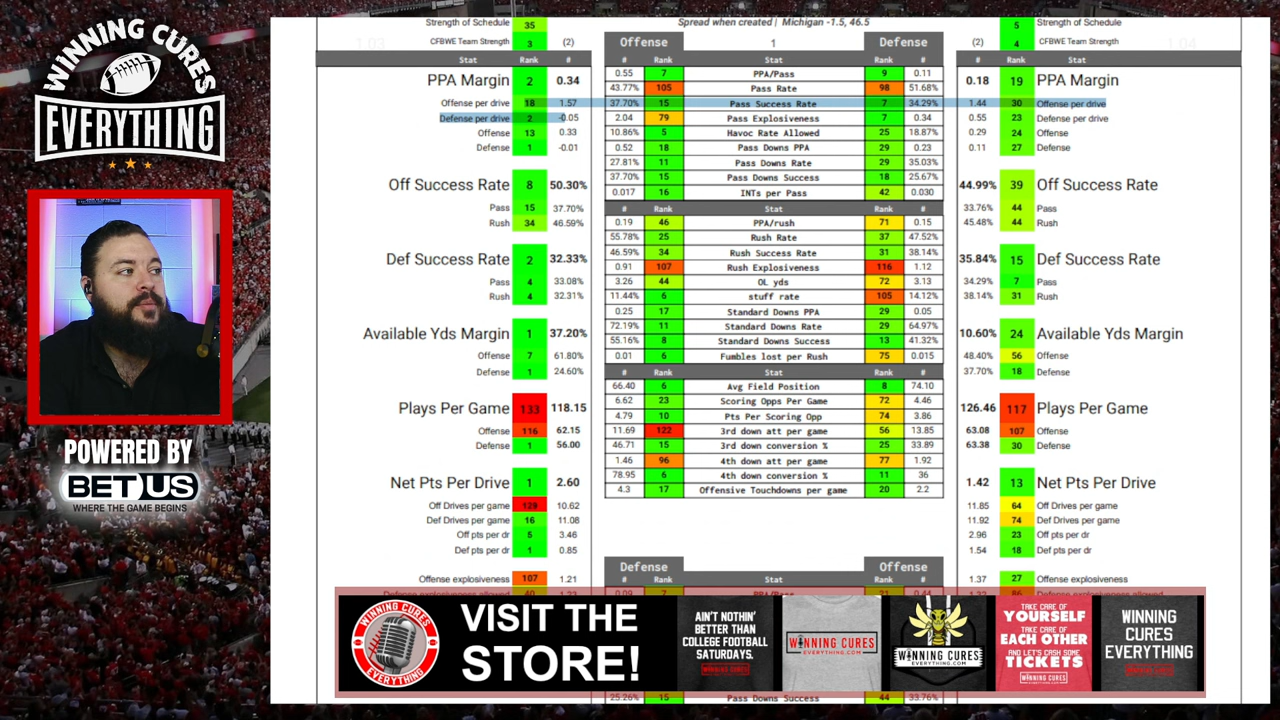 WINNING CURES
EVERYTHING
POWERED BY
BET US
WHERE THE GAME BEGINS
Strength of Schedule 35
CFBWE Team Strength 3 (2)
Stat Rank #
PPA Margin 2 0.34
Offense per drive 18 1.57
Defense per drive 2 -0.05
Offense 13 0.33
Defense 1 -0.01
Off Success Rate 8 50.30%
Pass 15 37.70%
Rush 34 46.59%
Def Success Rate 2 32.33%
Pass 4 33.08%
Rush 4 32.31%
Available Yds Margin 1 37.20%
Offense 7 61.80%
Defense 1 24.60%
Plays Per Game 133 118.15
Offense 116 62.15
Defense 1 56.00
Net Pts Per Drive 1 2.60
Off Drives per game 10.62
Def Drives per game 16 11.08
Off pts per dr 5 3.46
Def pts per dr 1 0.85
Offense explosiveness 107 1.21
Spread when created | Michigan -1.5, 46.5
Offense 1 Defense
# Rank Stat Rank #
0.55 7 PPA/Pass 9 0.11
43.77% 105 Pass Rate 98 51.68%
37.70% 15 Pass Success Rate 7 34.29%
2.04 79 Pass Explosiveness 7 0.34
10.86% 5 Havoc Rate Allowed 25 18.87%
0.52 18 Pass Downs PPA 29 0.23
27.81% 11 Pass Downs Rate 29 35.03%
37.70% 15 Pass Downs Success 18 25.67%
0.017 16 INTs per Pass 42 0.030
# Rank Stat Rank #
0.19 46 PPA/rush 71 0.15
55.78% 25 Rush Rate 37 47.52%
46.59% 34 Rush Success Rate 31 38.14%
0.91 107 Rush Explosiveness 116 1.12
3.26 44 OL yds 72 3.13
11.44% 6 stuff rate 105 14.12%
0.25 17 Standard Downs PPA 29 0.05
72.19% 11 Standard Downs Rate 29 64.97%
55.16% 8 Standard Downs Success 13 41.32%
0.01 6 Fumbles lost per Rush 75 0.015
# Rank Stat Rank #
66.40 6 Avg Field Position 8 74.10
6.62 23 Scoring Opps Per Game 72 4.46
4.79 10 Pts Per Scoring Opp 74 3.86
11.69 122 3rd down att per game 56 13.85
46.71 15 3rd down conversion % 25 33.89
1.46 96 4th down att per game 77 1.92
78.95 6 4th down conversion % 11 36
4.3 17 Offensive Touchdowns per game 20 2.2
Defense Offense
# Rank Stat Rank #
25.26% 15 Pass Downs Success 44 33.76%
5 Strength of Schedule
(2) 4 CFBWE Team Strength
# Rank Stat
0.18 19 PPA Margin
1.44 30 Offense per drive
0.55 23 Defense per drive
0.29 24 Offense
0.11 27 Defense
44.99% 39 Off Success Rate
33.76% 44 Pass
45.48% 44 Rush
35.84% 15 Def Success Rate
34.29% 7 Pass
38.14% 31 Rush
10.60% 24 Available Yds Margin
48.40% 56 Offense
37.70% 18 Defense
126.46 117 Plays Per Game
63.08 107 Offense
63.38 30 Defense
1.42 13 Net Pts Per Drive
11.85 64 Off Drives per game
11.92 74 Def Drives per game
2.96 23 Off pts per dr
1.54 18 Def pts per dr
1.37 27 Offense explosiveness
WINNING CURES
EVERYTHING
VISIT THE
STORE!
AIN'T NOTHIN'
BETTER THAN
COLLEGE FOOTBALL
SATURDAYS.
WINNING CURES
EVERYTHING.COM
WINNING CURES
EVERYTHING.COM
TAKE CARE OF
YOURSELF
TAKE CARE OF
EACH OTHER
AND LET'S CASH SOME
TICKETS
WINNING
CURES
EVERYTHING